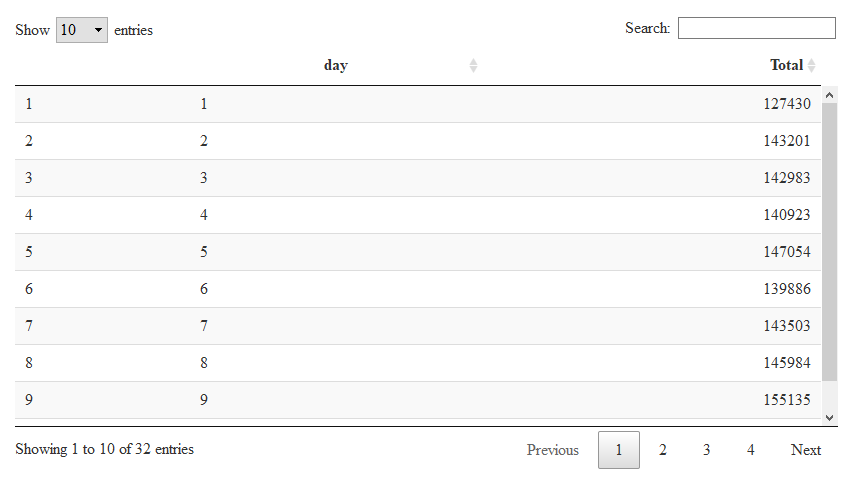 Show 10 entries Search:
day Total
1 1 127430
2 2 143201
3 3 142983
4 4 140923
5 5 147054
6 6 139886
7 7 143503
8 8 145984
9 9 155135
Showing 1 to 10 of 32 entries Previous 1 2 3 4 Next